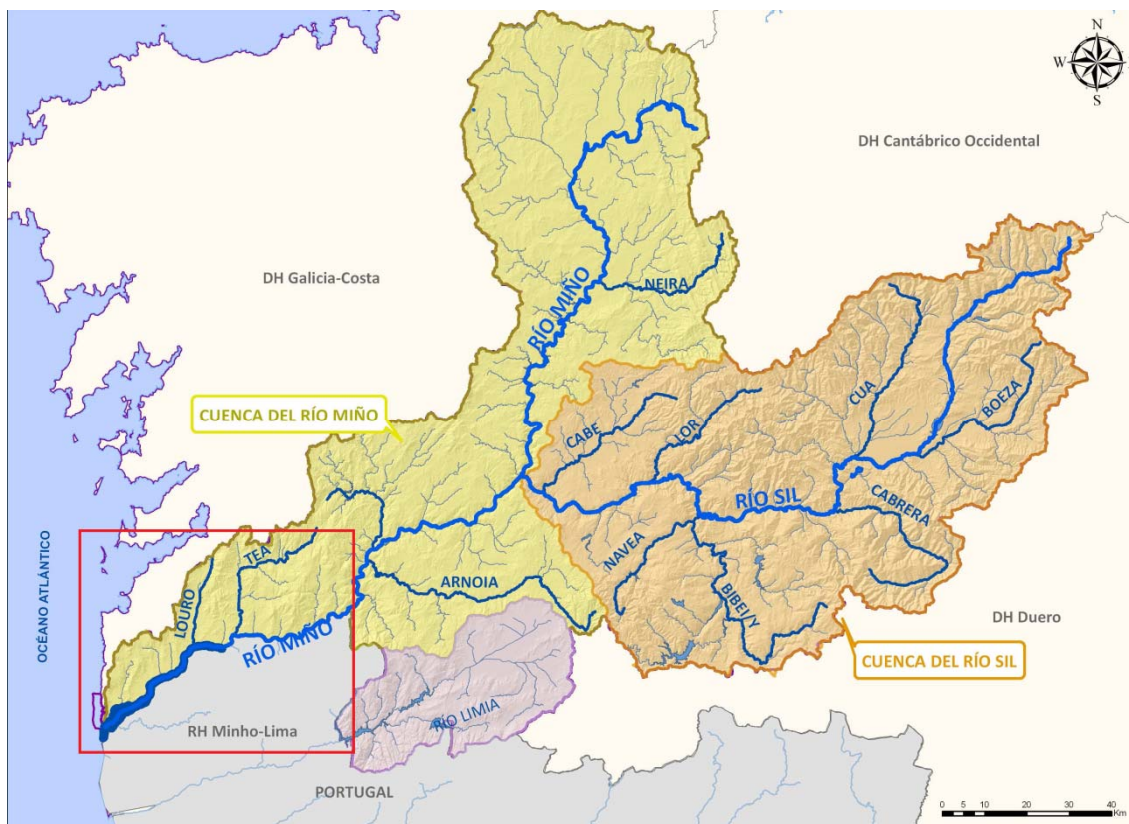 N
W
E
S
DH Cantábrico Occidental
DH Galicia-Costa
NEIRA
RÍO MIÑO
CUENCA DEL RÍO MIÑO
CUA
BOEZA
CABE
LOR
RÍO SIL
CABRERA
OCÉANO ATLÁNTICO
TEA
NAVEA
ARNOIA
LOURO
BIBEI/Y
DH Duero
RÍO MIÑO
CUENCA DEL RÍO SIL
RÍO LIMIA
RH Minho-Lima
PORTUGAL
0 5 10 20 30 40
Km